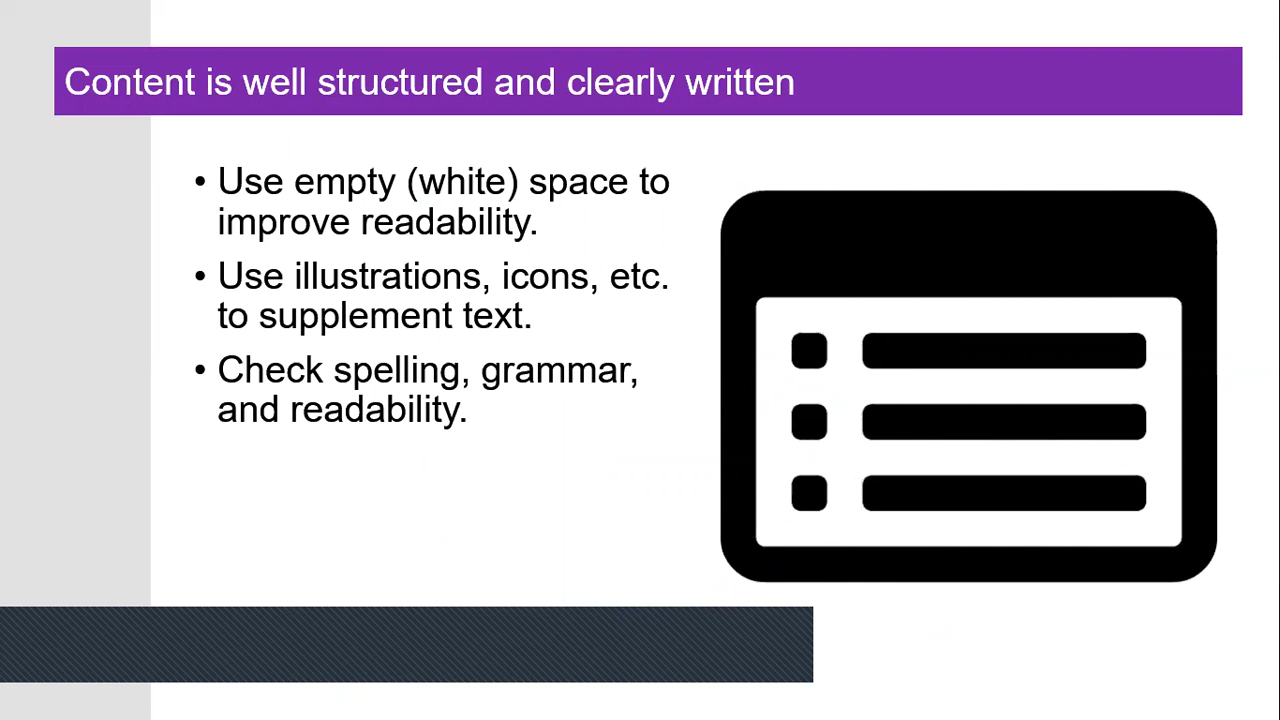 Content is well structured and clearly written
• Use empty (white) space to
improve readability.
• Use illustrations, icons, etc.
to supplement text.
• Check spelling, grammar,
and readability.